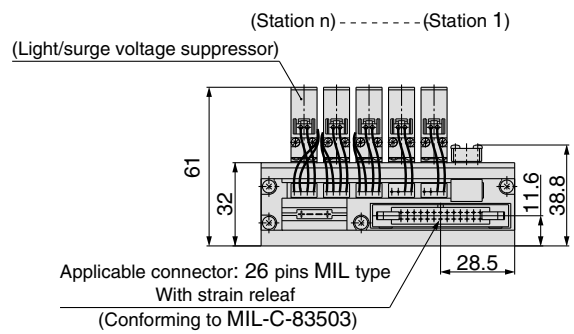 (Station n) - - - - - - - -(Station 1)
(Light/surge voltage suppressor)
61
32
11.6
38.8
28.5
Applicable connector: 26 pins MIL type
With strain releaf
(Conforming to MIL-C-83503)